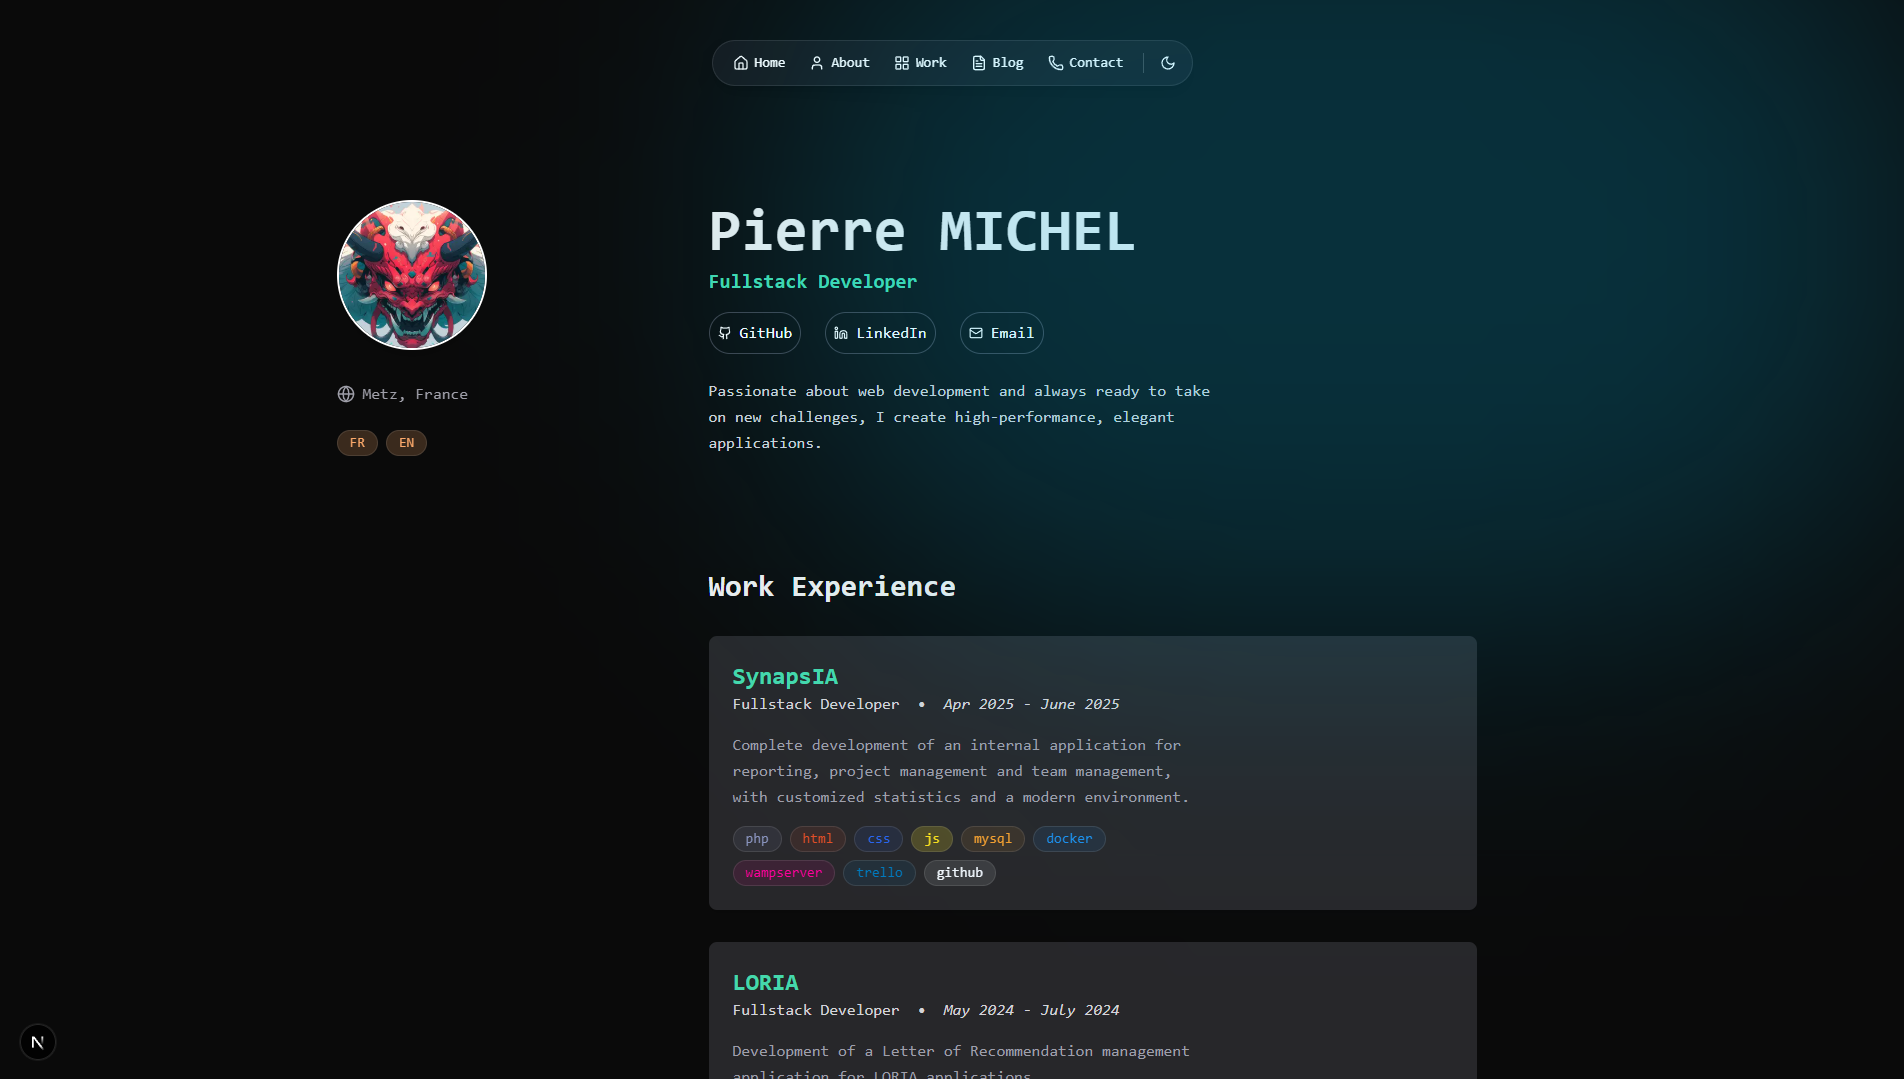 Home About Work Blog Contact
Pierre MICHEL
Fullstack Developer
GitHub LinkedIn Email
Metz, France
FR EN
Passionate about web development and always ready to take
on new challenges, I create high-performance, elegant
applications.
Work Experience
SynapsIA
Fullstack Developer • Apr 2025 - June 2025
Complete development of an internal application for
reporting, project management and team management,
with customized statistics and a modern environment.
php html css js mysql docker
wampserver trello github
LORIA
Fullstack Developer • May 2024 - July 2024
Development of a Letter of Recommendation management
application for LORIA applications.
N